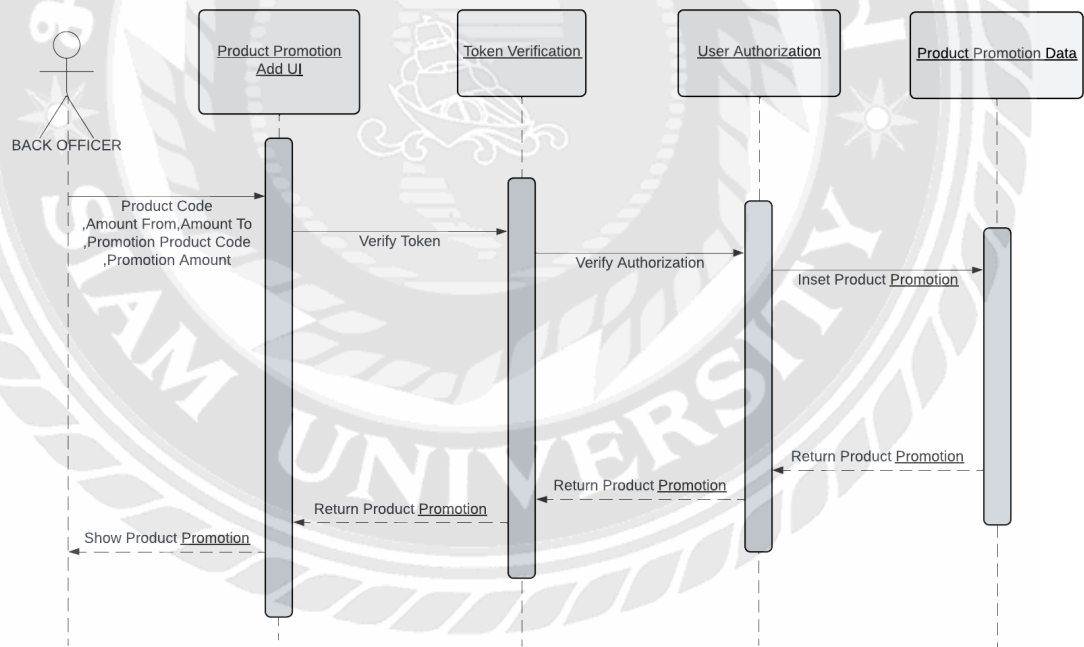 Product Promotion
Add UI
Token Verification
User Authorization
Product Promotion Data
BACK OFFICER
Product Code
,Amount From,Amount To
,Promotion Product Code
,Promotion Amount
Verify Token
Verify Authorization
Inset Product Promotion
Return Product Promotion
Return Product Promotion
Return Product Promotion
Show Product Promotion
SIAM UNIVERSITY